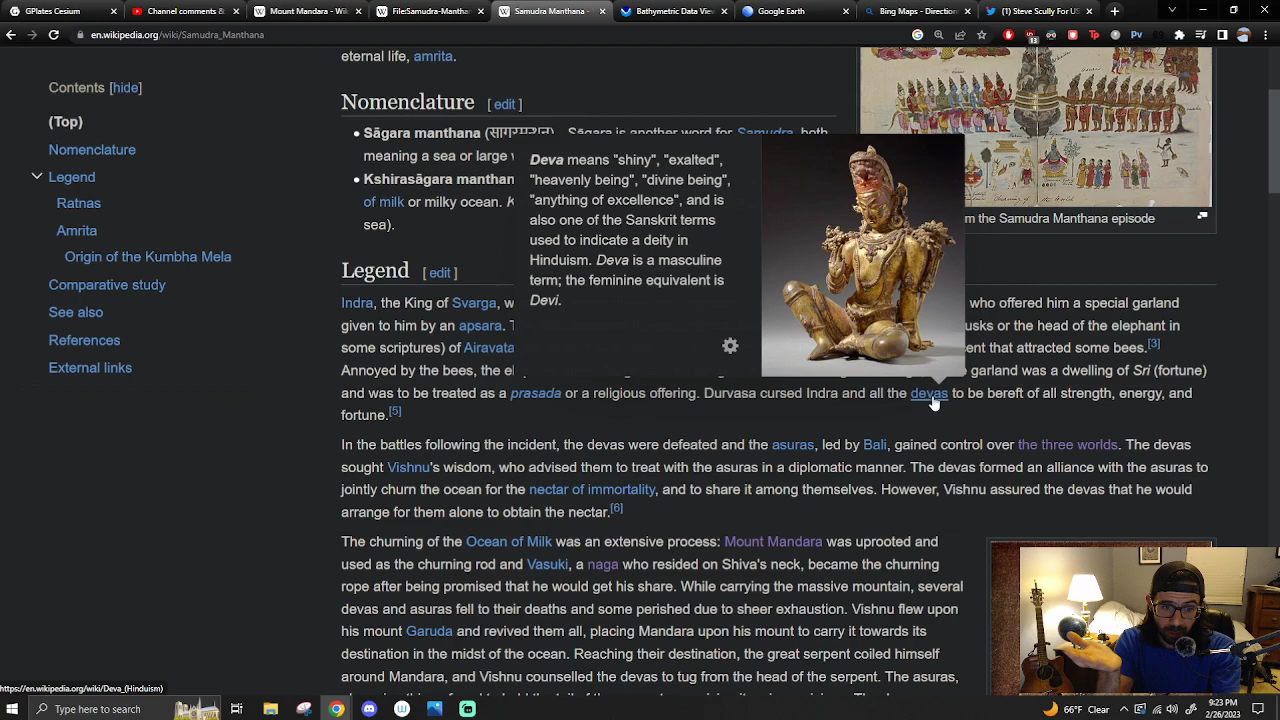 GPlates Cesium
Channel comments &
Mount Mandara - Wik
FileSamudra-Manthan
Samudra Manthana -
Bathymetric Data View
Google Earth
Bing Maps - Direction
(1) Steve Scully For US
en.wikipedia.org/wiki/Samudra_Manthana
13
Tp
Pv
69
Contents [hide]
(Top)
Nomenclature
Legend
Ratnas
Amrita
Origin of the Kumbha Mela
Comparative study
See also
References
External links
eternal life, amrita.
Nomenclature [ edit ]
Sāgara manthana (सागरमन्थन). Sāgara is another word for Samudra, both
meaning a sea or large w
Kshirasāgara manthan
of milk or milky ocean. K
sea).
Deva means "shiny", "exalted",
"heavenly being", "divine being",
"anything of excellence", and is
also one of the Sanskrit terms
used to indicate a deity in
Hinduism. Deva is a masculine
term; the feminine equivalent is
Devi.
m the Samudra Manthana episode
Legend [ edit ]
Indra, the King of Svarga, w who offered him a special garland
given to him by an apsara. T usks or the head of the elephant in
some scriptures) of Airavata ent that attracted some bees.[3]
Annoyed by the bees, the el garland was a dwelling of Sri (fortune)
and was to be treated as a prasada or a religious offering. Durvasa cursed Indra and all the devas to be bereft of all strength, energy, and
fortune.[5]
In the battles following the incident, the devas were defeated and the asuras, led by Bali, gained control over the three worlds. The devas
sought Vishnu's wisdom, who advised them to treat with the asuras in a diplomatic manner. The devas formed an alliance with the asuras to
jointly churn the ocean for the nectar of immortality, and to share it among themselves. However, Vishnu assured the devas that he would
arrange for them alone to obtain the nectar.[6]
The churning of the Ocean of Milk was an extensive process: Mount Mandara was uprooted and
used as the churning rod and Vasuki, a naga who resided on Shiva's neck, became the churning
rope after being promised that he would get his share. While carrying the massive mountain, several
devas and asuras fell to their deaths and some perished due to sheer exhaustion. Vishnu flew upon
his mount Garuda and revived them all, placing Mandara upon his mount to carry it towards its
destination in the midst of the ocean. Reaching their destination, the great serpent coiled himself
around Mandara, and Vishnu counselled the devas to tug from the head of the serpent. The asuras,
https://en.wikipedia.org/wiki/Deva_(Hinduism)
Type here to search
66°F Clear
9:23 PM
2/26/2023